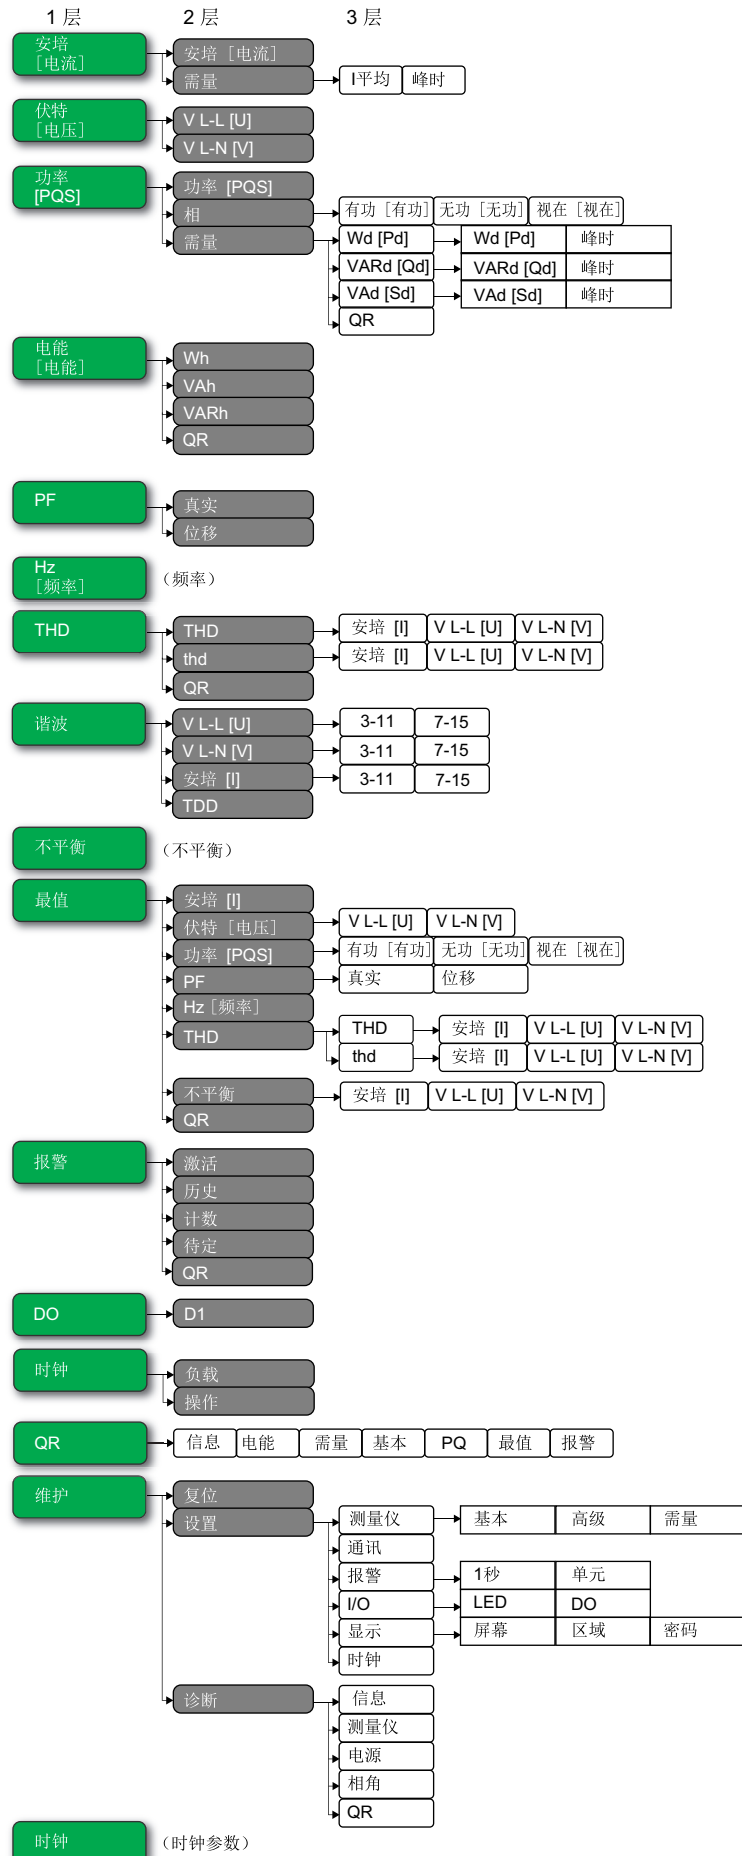 1 层 2 层 3 层
安培
[电流]
安培 [电流]
需量
I平均 峰时
伏特
[电压]
V L-L [U]
V L-N [V]
功率
[PQS]
功率 [PQS]
相
有功 [有功] 无功 [无功] 视在 [视在]
需量
Wd [Pd] Wd [Pd] 峰时
VARd [Qd] VARd [Qd] 峰时
VAd [Sd] VAd [Sd] 峰时
QR
电能
[电能]
Wh
VAh
VARh
QR
PF
真实
位移
Hz
[频率]
(频率)
THD
THD 安培 [I] V L-L [U] V L-N [V]
thd 安培 [I] V L-L [U] V L-N [V]
QR
谐波
V L-L [U] 3-11 7-15
V L-N [V] 3-11 7-15
安培 [I] 3-11 7-15
TDD
不平衡 (不平衡)
最值
安培 [I]
伏特 [电压] V L-L [U] V L-N [V]
功率 [PQS] 有功 [有功] 无功 [无功] 视在 [视在]
PF 真实 位移
Hz [频率]
THD THD 安培 [I] V L-L [U] V L-N [V]
thd 安培 [I] V L-L [U] V L-N [V]
不平衡 安培 [I] V L-L [U] V L-N [V]
QR
报警
激活
历史
计数
待定
QR
DO D1
时钟
负载
操作
QR 信息 电能 需量 基本 PQ 最值 报警
维护
复位
设置
测量仪 基本 高级 需量
通讯
报警 1秒 单元
I/O LED DO
显示 屏幕 区域 密码
时钟
诊断
信息
测量仪
电源
相角
QR
时钟 (时钟参数)